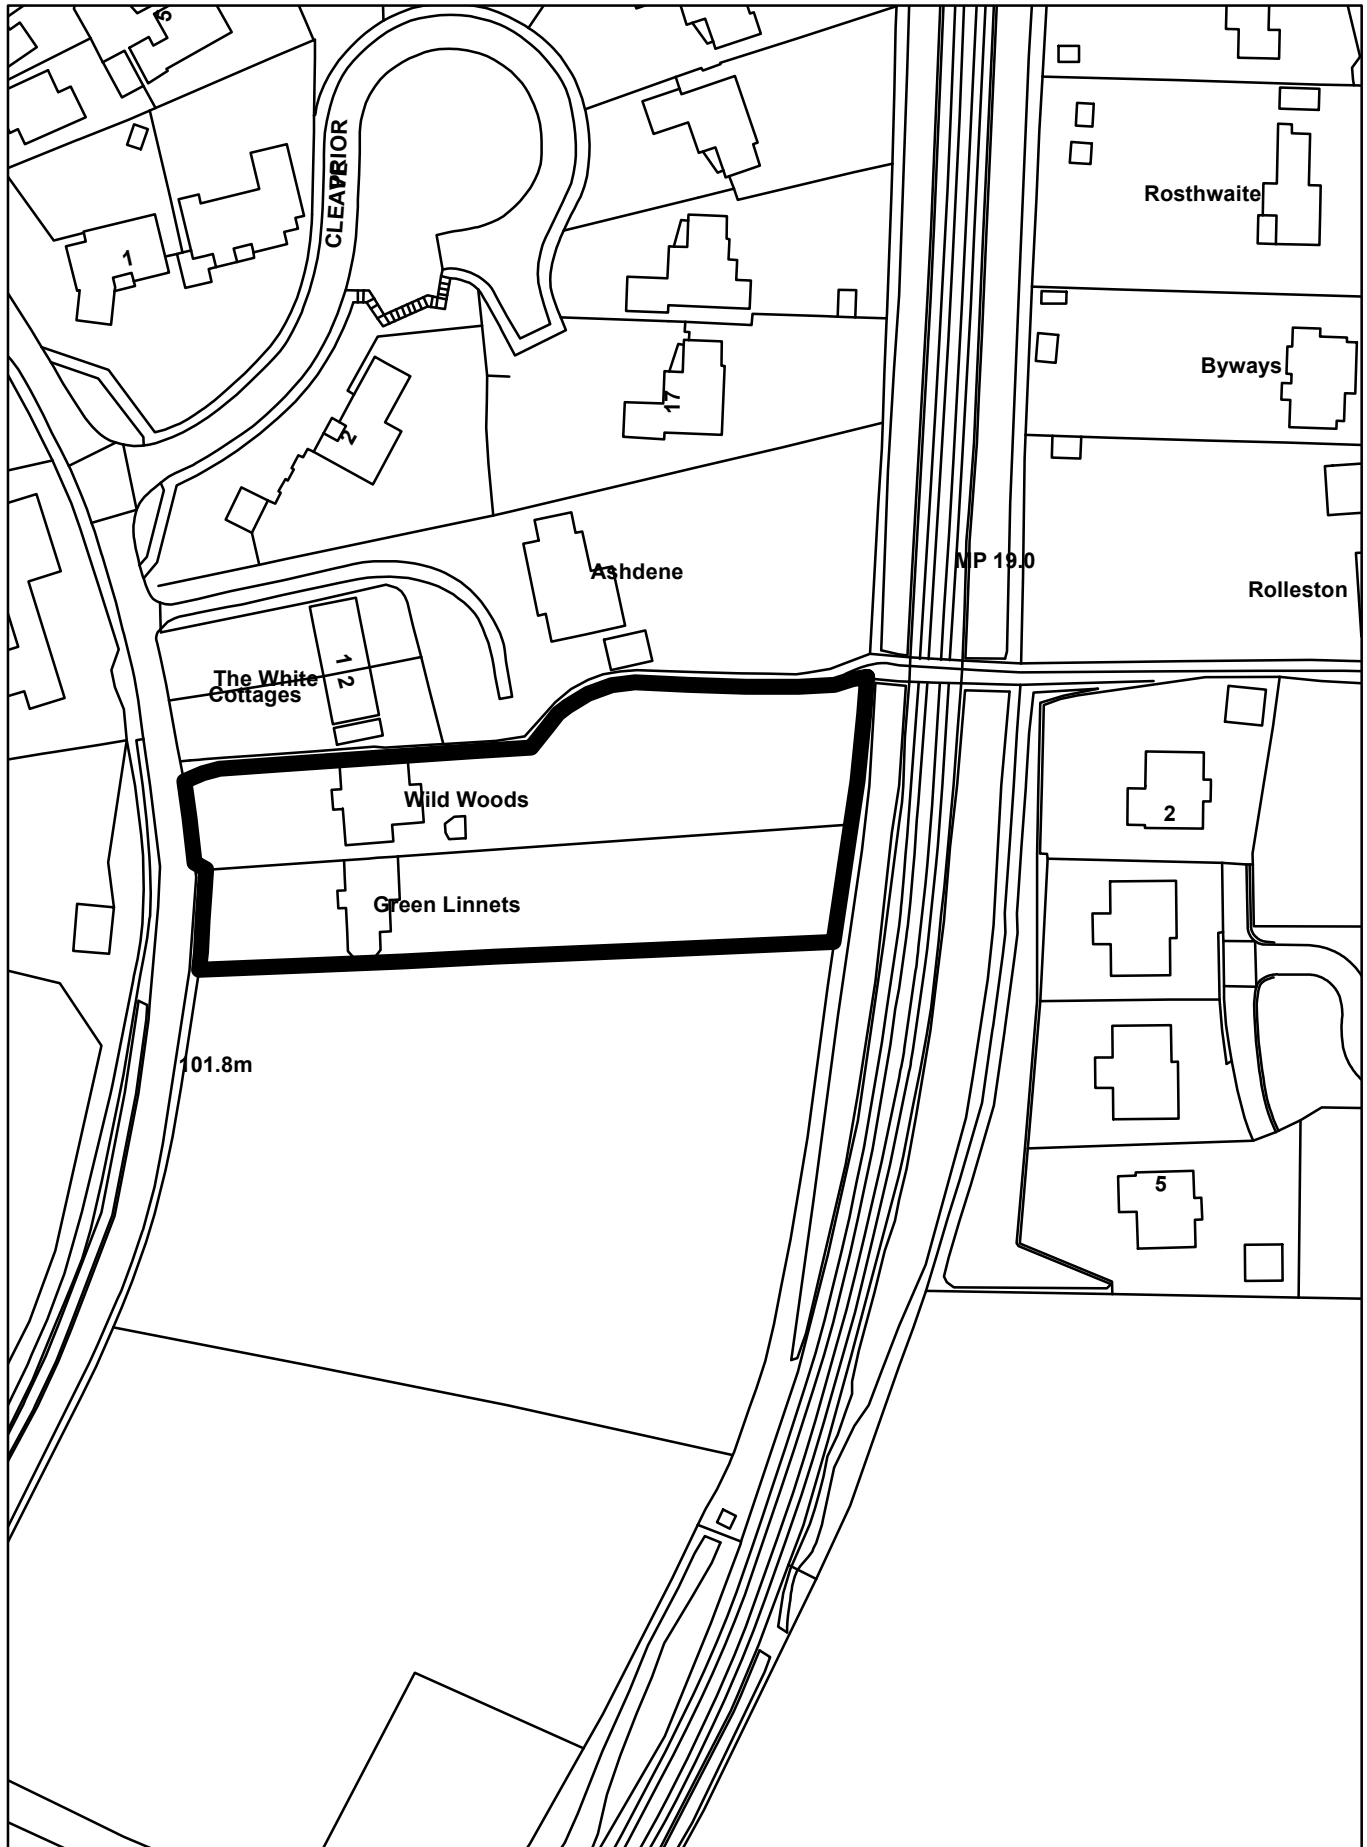 5
CLEAVE
PRIOR
Rosthwaite
1
Byways
17
2
MP 19.0
Ashdene
Rolleston
1
2
The White
Cottages
Wild Woods
2
Green Linnets
101.8m
5